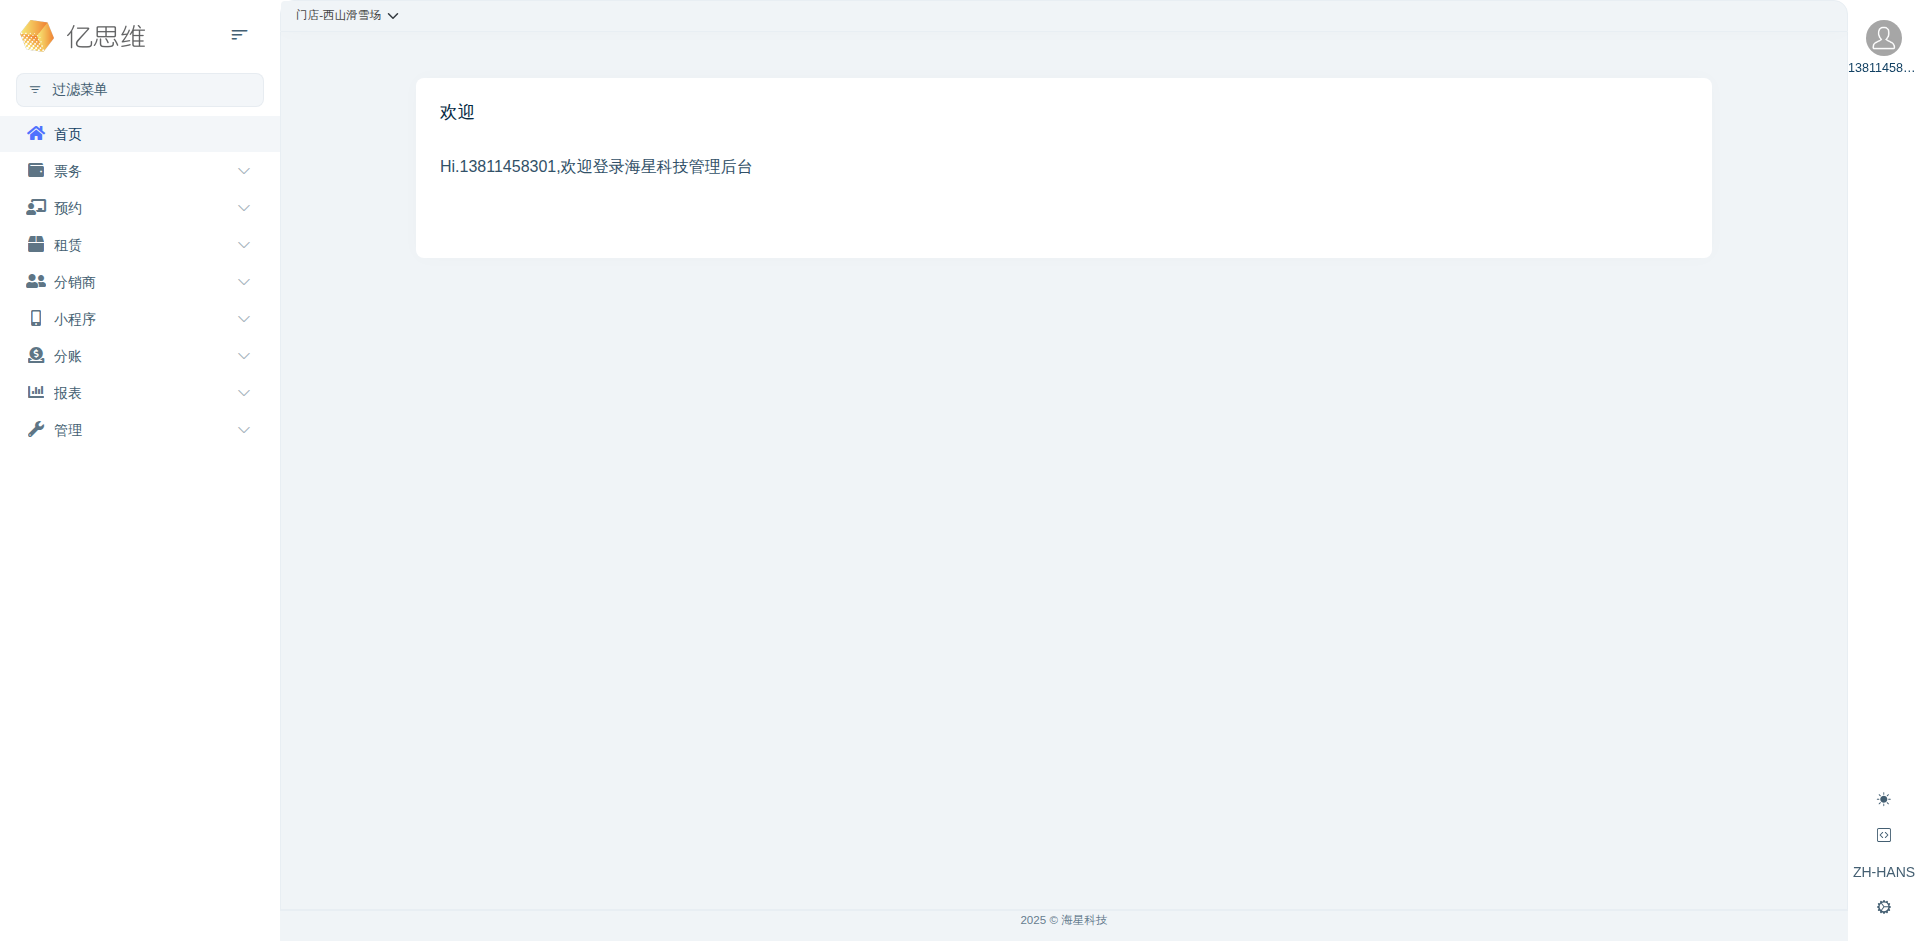 亿思维
过滤菜单
首页
票务
预约
租赁
分销商
小程序
分账
报表
管理
门店-西山滑雪场
欢迎
Hi.13811458301,欢迎登录海星科技管理后台
2025 © 海星科技
13811458...
ZH-HANS